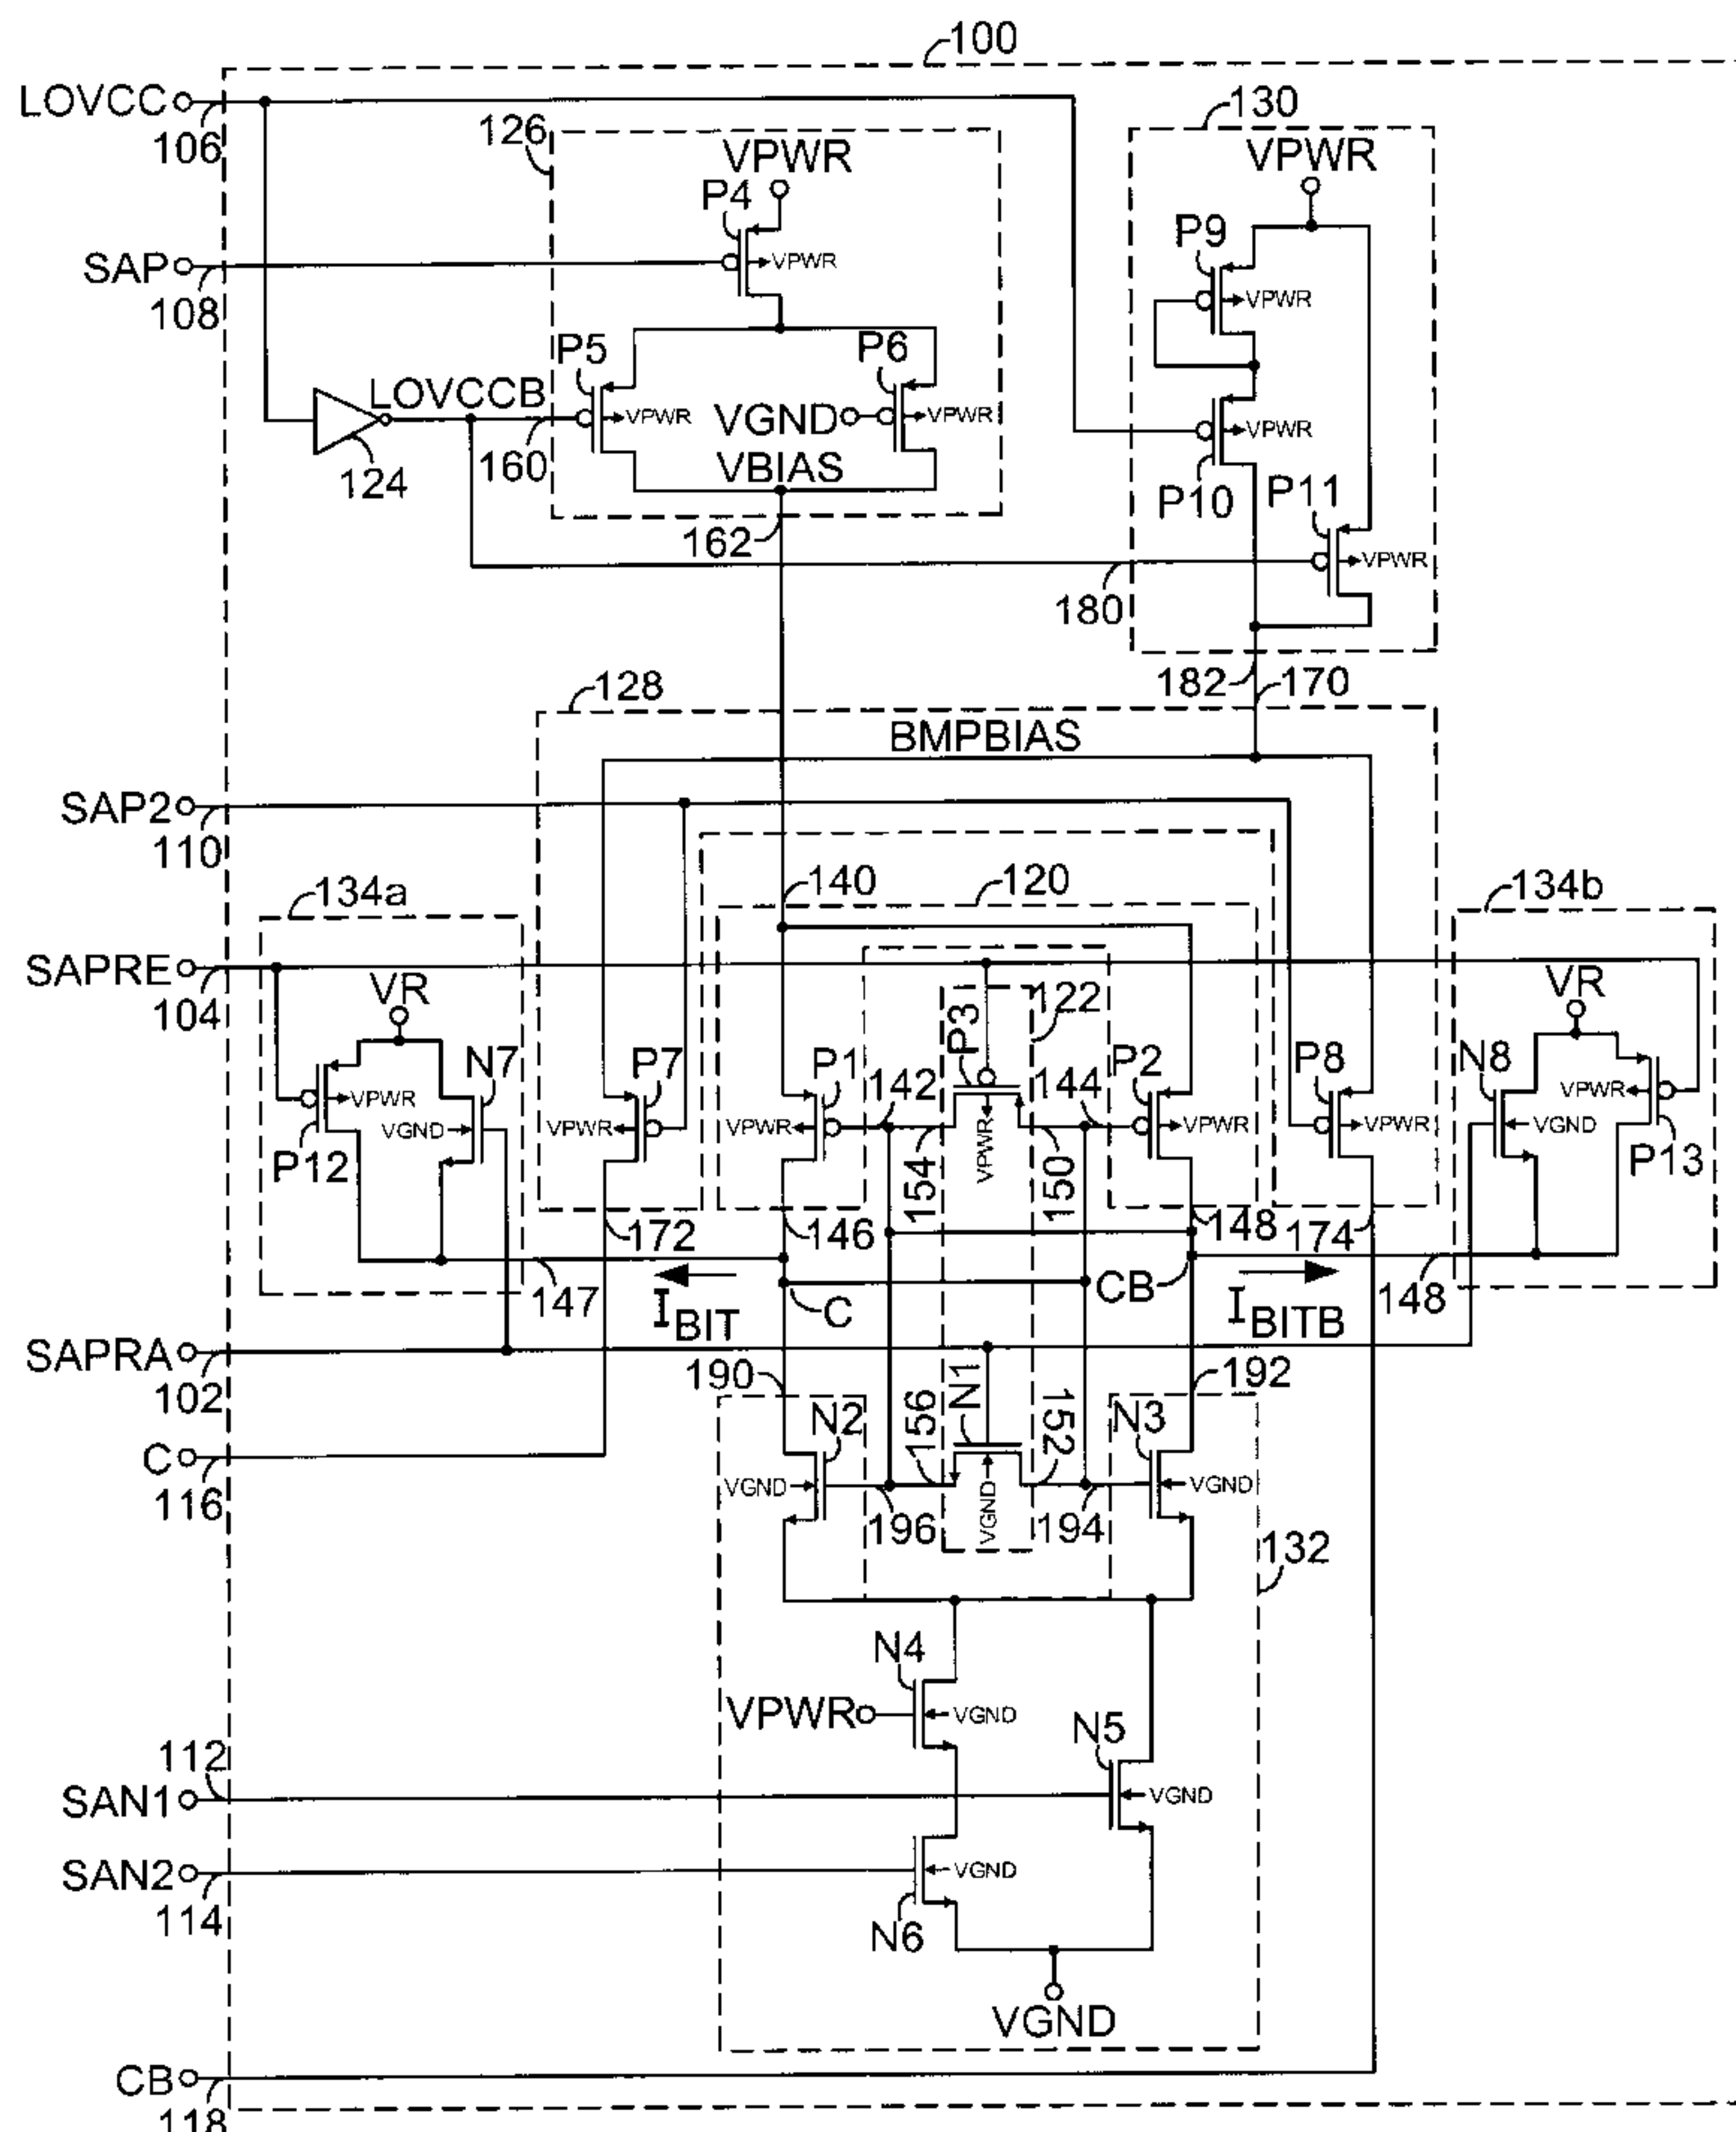 100
LOVCC
106
126
130
VPWR
VPWR
P4
P9
SAP
108
VPWR
VPWR
P5
P6
LOVCCB
VPWR
VGND
VPWR
VPWR
160
124
VBIAS
P10
P11
162
VPWR
180
182
170
128
BMPBIAS
SAP2
110
134a
140
120
134b
SAPRE
104
VR
122
VR
P3
N7
P7
P1
142
144
P2
P8
N8
VPWR
VPWR
VGND
VPWR
VPWR
VPWR
VPWR
VPWR
VGND
P12
154
VPWR
150
P13
172
146
148
174
147
IBIT
C
CB
IBITB
148
SAPRA
102
190
192
N2
156
N1
152
N3
C
116
VGND
VGND
VGND
196
194
132
N4
VPWR
VGND
N5
112
SAN1
VGND
SAN2
114
VGND
N6
VGND
CB
118